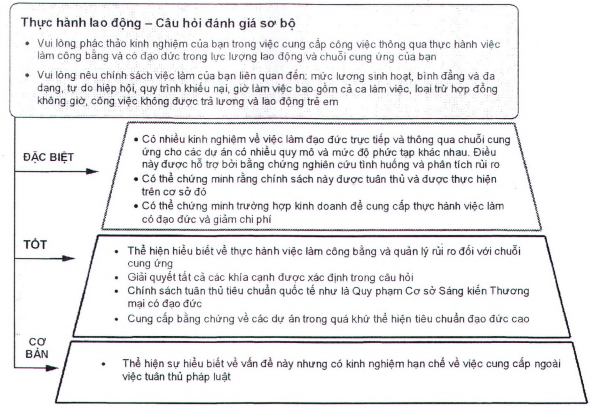 Thực hành lao động – Câu hỏi đánh giá sơ bộ
• Vui lòng phác thảo kinh nghiệm của bạn trong việc cung cấp công việc thông qua thực hành việc
làm công bằng và có đạo đức trong lực lượng lao động và chuỗi cung ứng của bạn
• Vui lòng nêu chính sách việc làm của bạn liên quan đến: mức lương sinh hoạt, bình đẳng và đa
dạng, tự do hiệp hội, quy trình khiếu nại, giờ làm việc bao gồm cả ca làm việc, loại trừ hợp đồng
không giờ, công việc không được trả lương và lao động trẻ em
ĐẶC BIỆT
• Có nhiều kinh nghiệm về việc làm đạo đức trực tiếp và thông qua chuỗi cung
ứng cho các dự án có nhiều quy mô và mức độ phức tạp khác nhau. Điều
này được hỗ trợ bởi bằng chứng nghiên cứu tình huống và phân tích rủi ro
• Có thể chứng minh rằng chính sách này được tuân thủ và được thực hiện
trên cơ sở đó
• Có thể chứng minh trường hợp kinh doanh để cung cấp thực hành việc làm
có đạo đức và giảm chi phí
TỐT
• Thể hiện hiểu biết về thực hành việc làm công bằng và quản lý rủi ro đối với chuỗi
cung ứng
• Giải quyết tất cả các khía cạnh được xác định trong câu hỏi
• Chính sách tuân thủ tiêu chuẩn quốc tế như là Quy phạm Cơ sở Sáng kiến Thương
mại có đạo đức
• Cung cấp bằng chứng về các dự án trong quá khứ thể hiện tiêu chuẩn đạo đức cao
CƠ
BẢN
• Thể hiện sự hiểu biết về vấn đề này nhưng có kinh nghiệm hạn chế về việc cung cấp ngoài
việc tuân thủ pháp luật